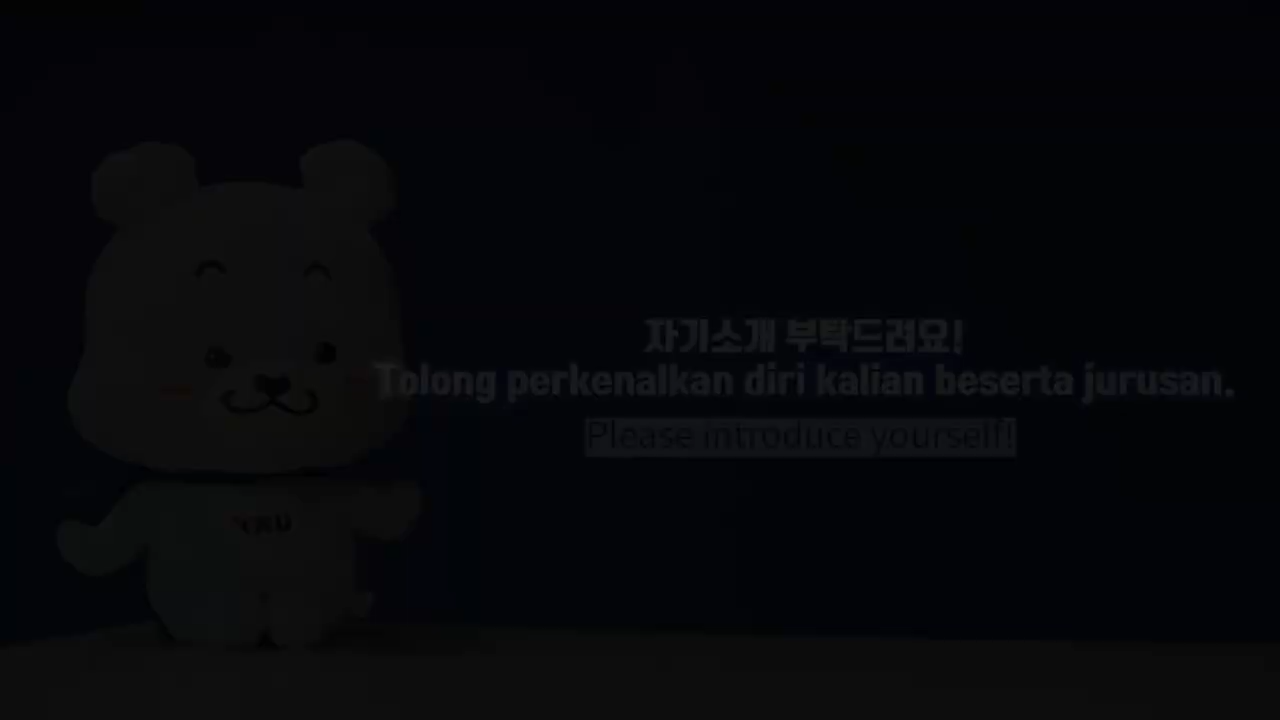 자기소개 부탁드려요!
Tolong perkenalkan diri kalian beserta jurusan.
Please introduce yourself!